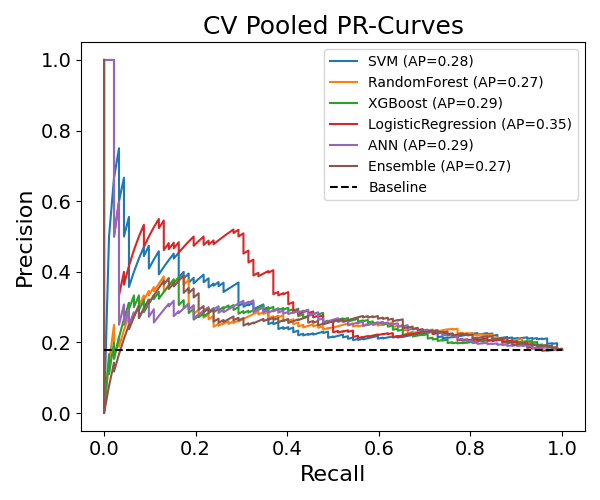 CV Pooled PR-Curves
SVM (AP=0.28)
RandomForest (AP=0.27)
XGBoost (AP=0.29)
LogisticRegression (AP=0.35)
ANN (AP=0.29)
Ensemble (AP=0.27)
Baseline
Precision
1.0
0.8
0.6
0.4
0.2
0.0
0.0 0.2 0.4 0.6 0.8 1.0
Recall